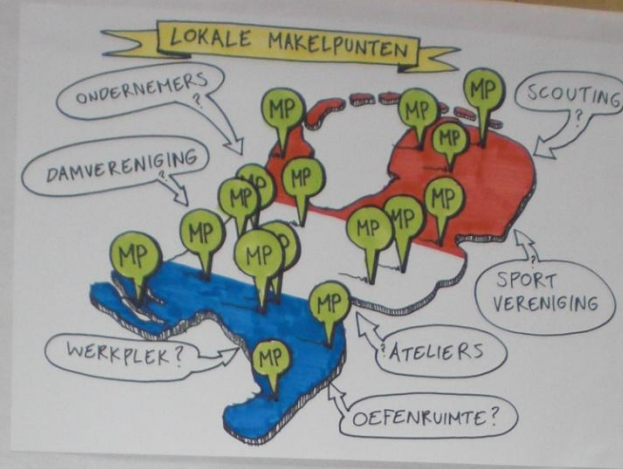 LOKALE MAKELPUNTEN
ONDERNEMERS
?
SCOUTING
?
DAMVERENIGING
?
MP
MP
MP
MP
MP
MP
MP
MP
MP
MP
MP
MP
MP
P
MP
MP
SPORT
VERENIGING
?
WERKPLEK?
?ATELIERS
OEFENRUIMTE?